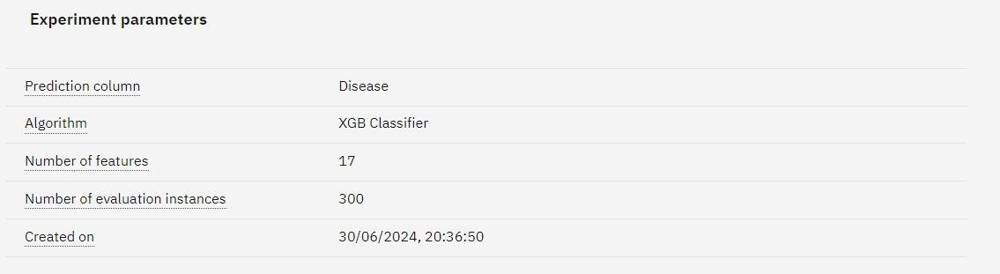 Experiment parameters
Prediction column Disease
Algorithm XGB Classifier
Number of features 17
Number of evaluation instances 300
Created on 30/06/2024, 20:36:50